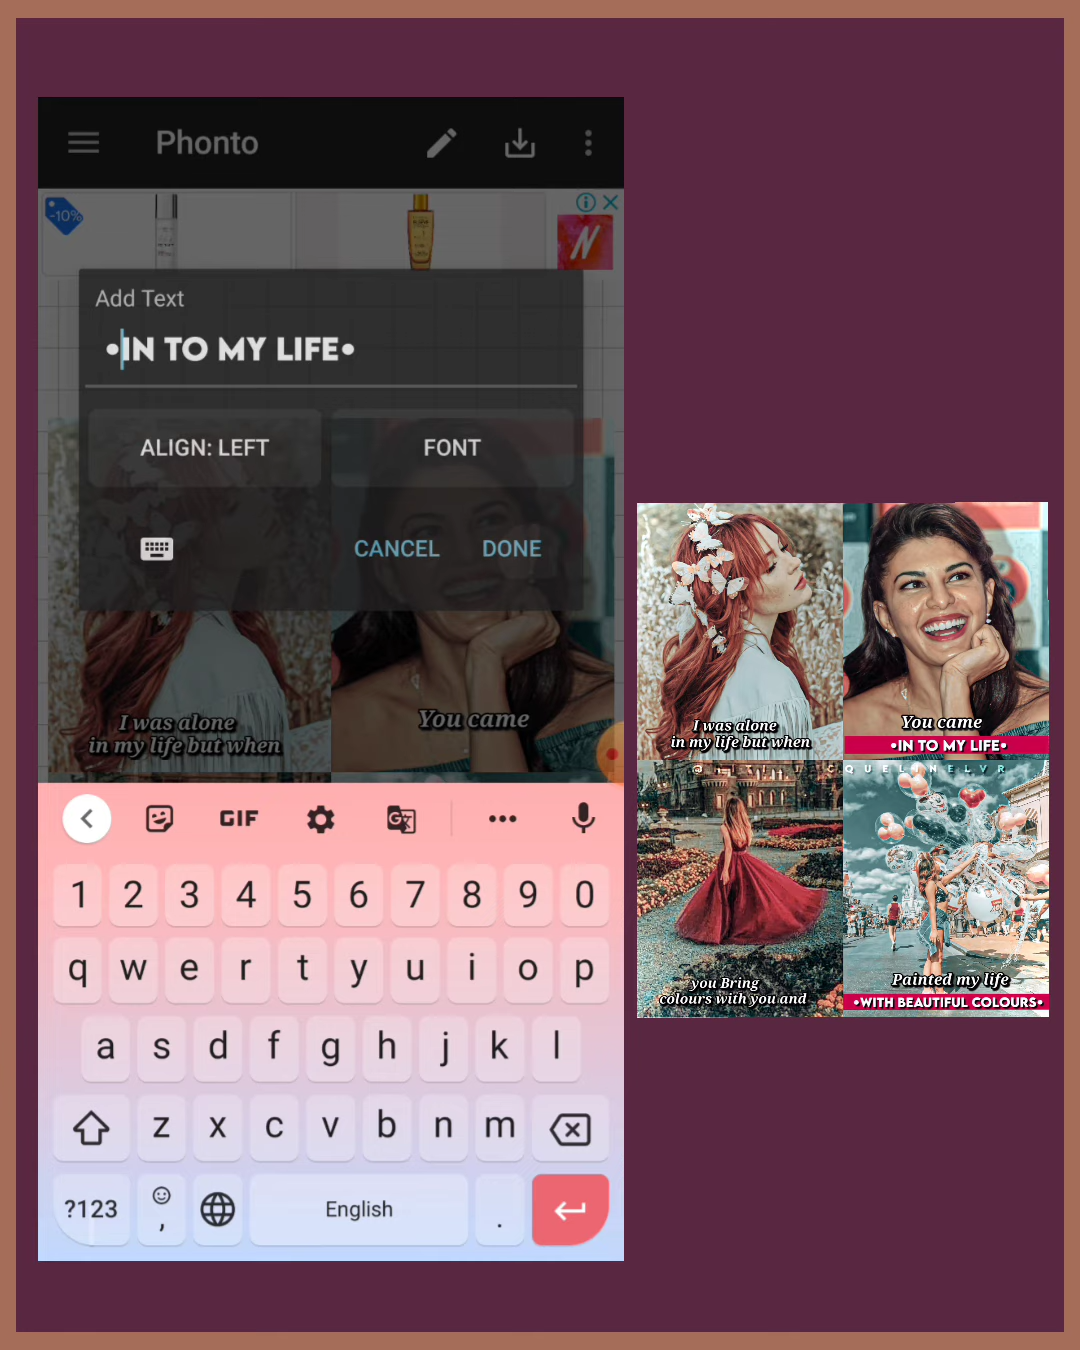 Phonto
-10%
Add Text
•IN TO MY LIFE•
ALIGN: LEFT
FONT
CANCEL
DONE
I was alone
in my life but when
You came
GIF
1 2 3 4 5 6 7 8 9 0
q w e r t y u i o p
a s d f g h j k l
z x c v b n m
?123
,
English
.
I was alone
in my life but when
You came
•IN TO MY LIFE•
you Bring
colours with you and
Painted my life
•WITH BEAUTIFUL COLOURS•